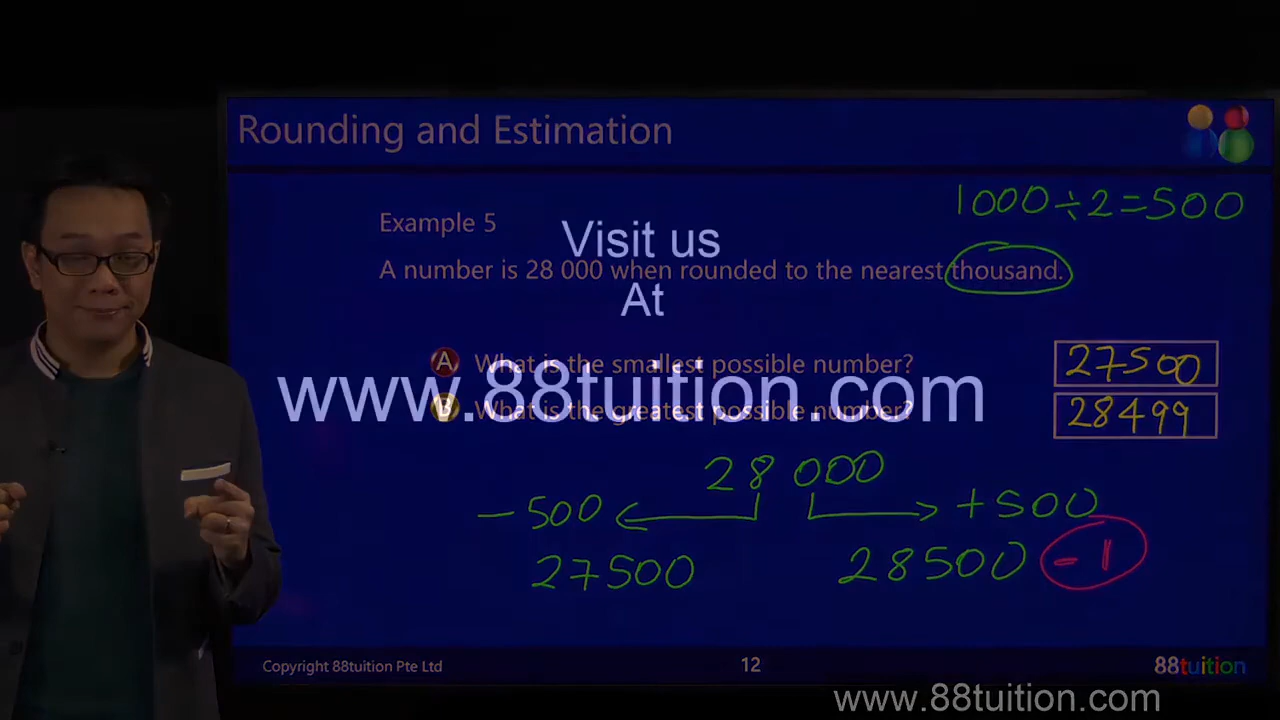 Rounding and Estimation
1000÷2=500
Example 5
Visit us
A number is 28 000 when rounded to the nearest thousand.
At
A What is the smallest possible number? 27500
www.88tuition.com
B What is the greatest possible number? 28499
28 000
-500 +500
27500 28500 -1
Copyright 88tuition Pte Ltd 12 88tuition
www.88tuition.com